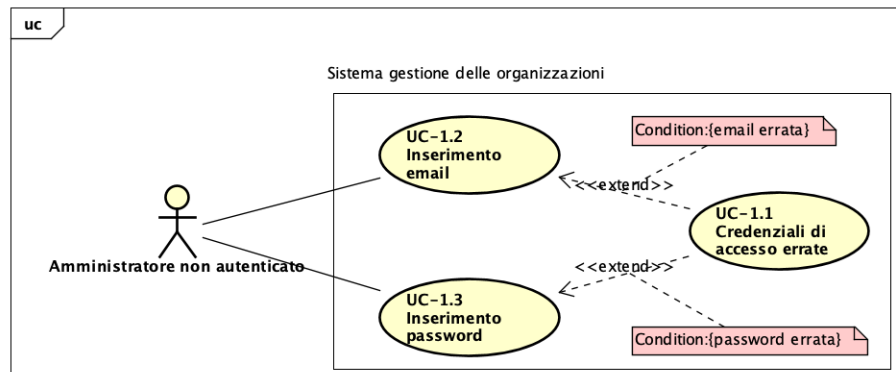 uc
Sistema gestione delle organizzazioni
Condition:{email errata}
UC-1.2
Inserimento
email
<<extend>>
UC-1.1
Credenziali di
accesso errate
Amministratore non autenticato
<<extend>>
UC-1.3
Inserimento
password
Condition:{password errata}